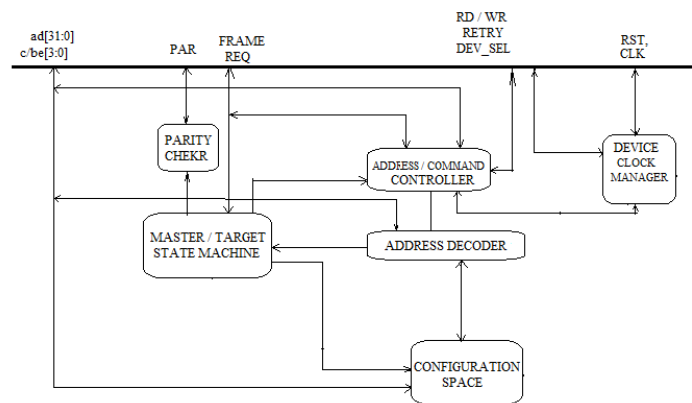 ad[31:0]
c/be[3:0]
PAR
FRAME
REQ
RD / WR
RETRY
DEV_SEL
RST,
CLK
PARITY
CHEKR
ADDRESS / COMMAND
CONTROLLER
DEVICE
CLOCK
MANAGER
MASTER / TARGET
STATE MACHINE
ADDRESS DECODER
CONFIGURATION
SPACE